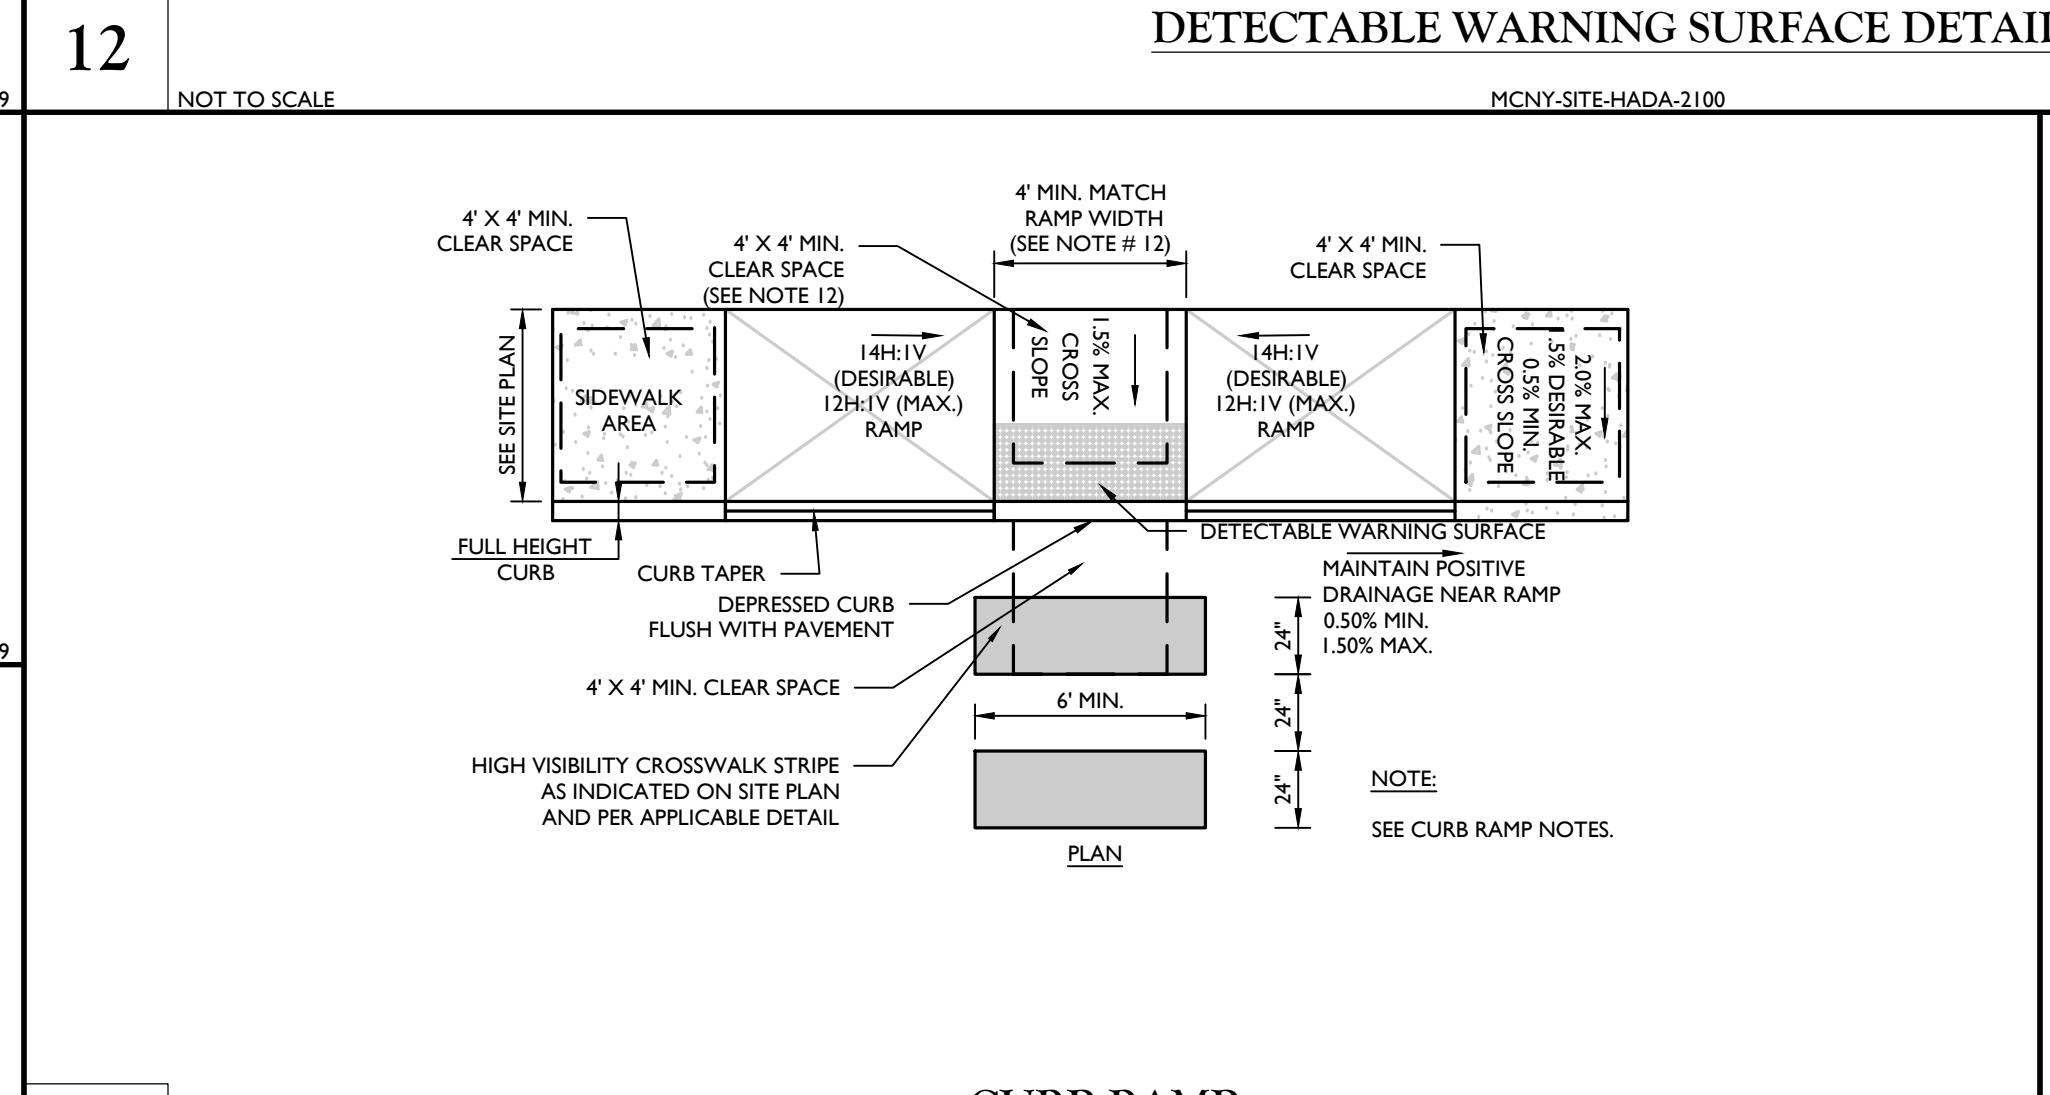 12
DETECTABLE WARNING SURFACE DETAIL
9
NOT TO SCALE
MCNY-SITE-HADA-2100
4' X 4' MIN.
CLEAR SPACE
4' X 4' MIN.
CLEAR SPACE
(SEE NOTE 12)
4' MIN. MATCH
RAMP WIDTH
(SEE NOTE # 12)
4' X 4' MIN.
CLEAR SPACE
SEE SITE PLAN
SIDEWALK
AREA
14H:1V
(DESIRABLE)
12H:1V (MAX.)
RAMP
1.5% MAX.
CROSS
SLOPE
14H:1V
(DESIRABLE)
12H:1V (MAX.)
RAMP
2.0% MAX.
.5% DESIRABLE
0.5% MIN.
CROSS SLOPE
FULL HEIGHT
CURB
CURB TAPER
DEPRESSED CURB
FLUSH WITH PAVEMENT
4' X 4' MIN. CLEAR SPACE
HIGH VISIBILITY CROSSWALK STRIPE
AS INDICATED ON SITE PLAN
AND PER APPLICABLE DETAIL
DETECTABLE WARNING SURFACE
MAINTAIN POSITIVE
DRAINAGE NEAR RAMP
0.50% MIN.
1.50% MAX.
24"
24"
24"
6' MIN.
PLAN
NOTE:
SEE CURB RAMP NOTES.
9
CURB RAMP